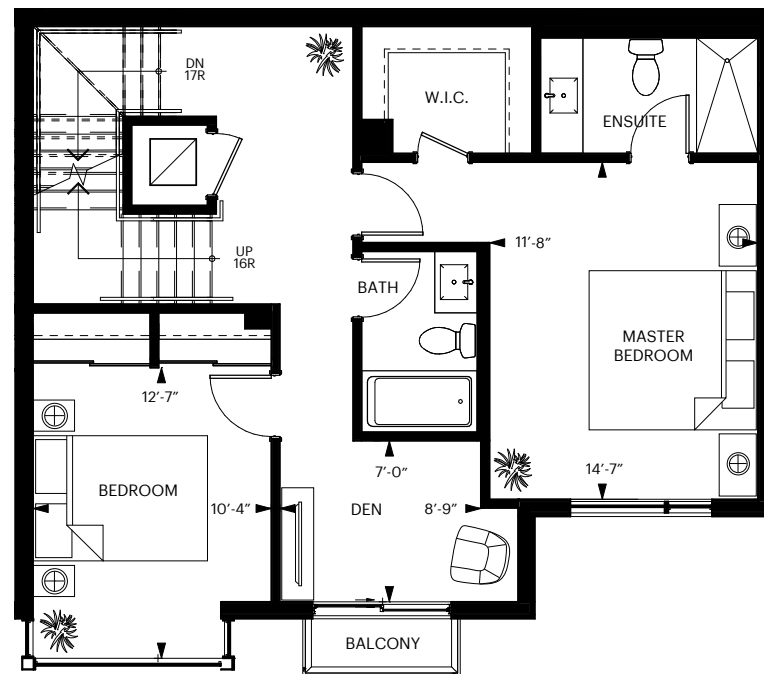 DN
17R
W.I.C.
ENSUITE
UP
16R
11'-8"
BATH
MASTER
BEDROOM
12'-7"
14'-7"
7'-0"
BEDROOM
10'-4"
DEN
8'-9"
BALCONY